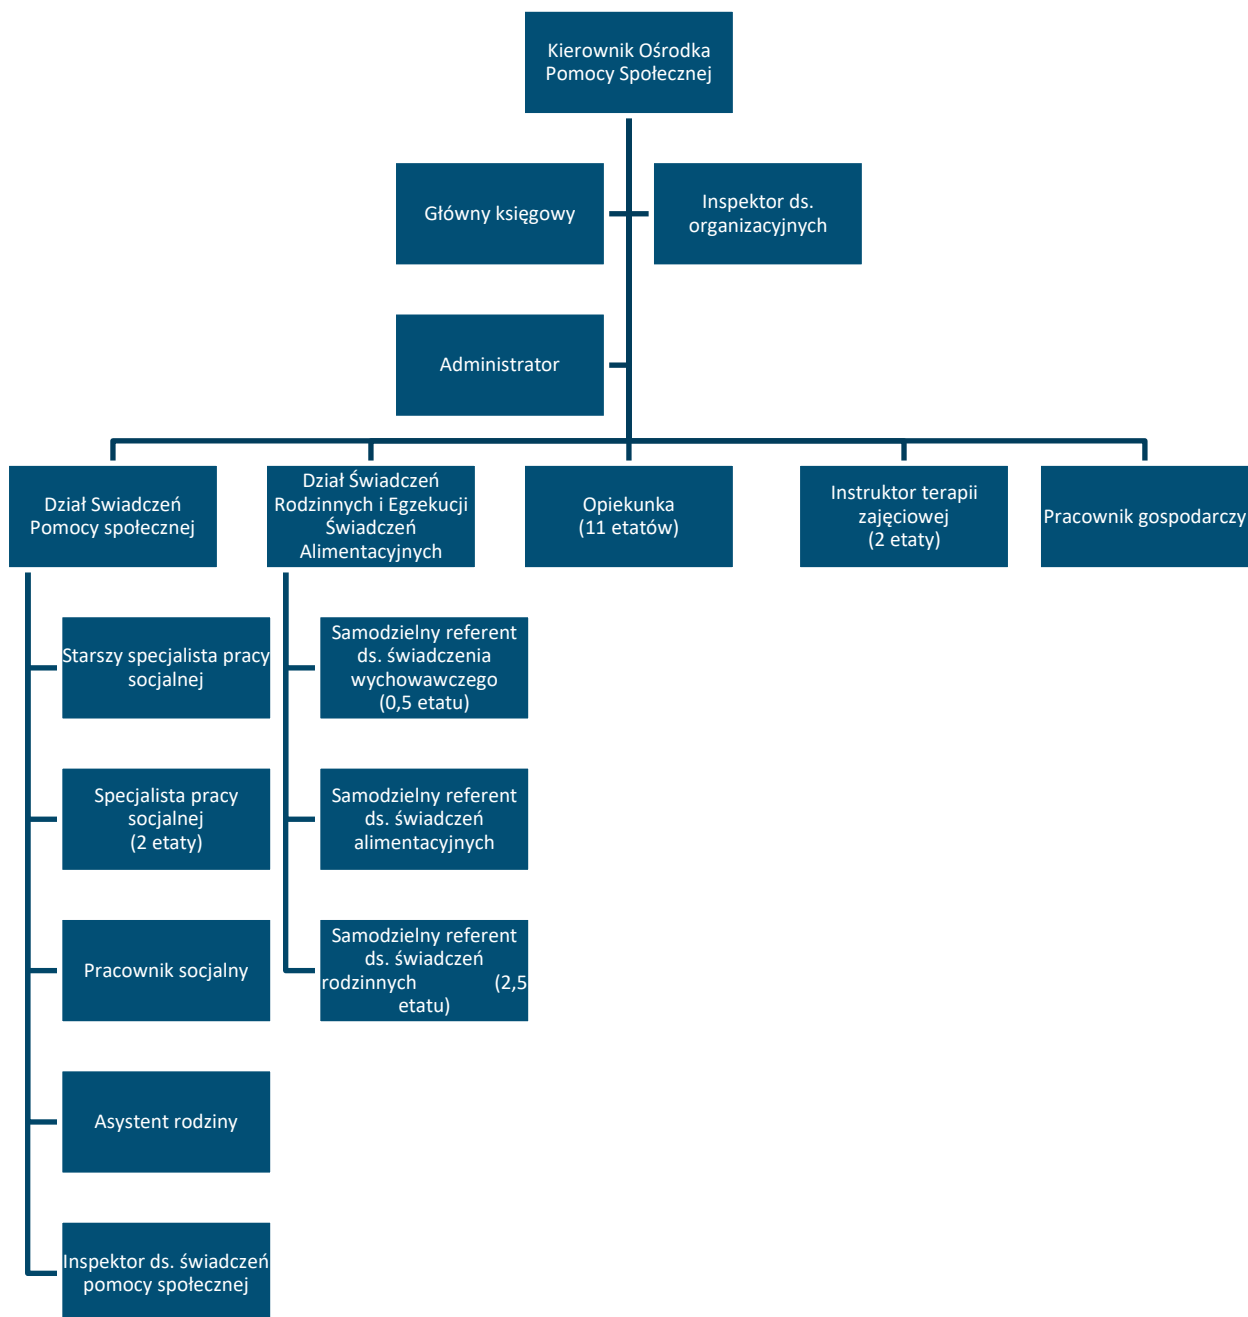 Kierownik Ośrodka
Pomocy Społecznej
Główny księgowy
Inspektor ds.
organizacyjnych
Administrator
Dział Swiadczeń
Pomocy społecznej
Dział Świadczeń
Rodzinnych i Egzekucji
Świadczeń
Alimentacyjnych
Opiekunka
(11 etatów)
Instruktor terapii
zajęciowej
(2 etaty)
Pracownik gospodarczy
Starszy specjalista pracy
socjalnej
Samodzielny referent
ds. świadczenia
wychowawczego
(0,5 etatu)
Specjalista pracy
socjalnej
(2 etaty)
Samodzielny referent
ds. świadczeń
alimentacyjnych
Pracownik socjalny
Samodzielny referent
ds. świadczeń
rodzinnych (2,5
etatu)
Asystent rodziny
Inspektor ds. świadczeń
pomocy społecznej